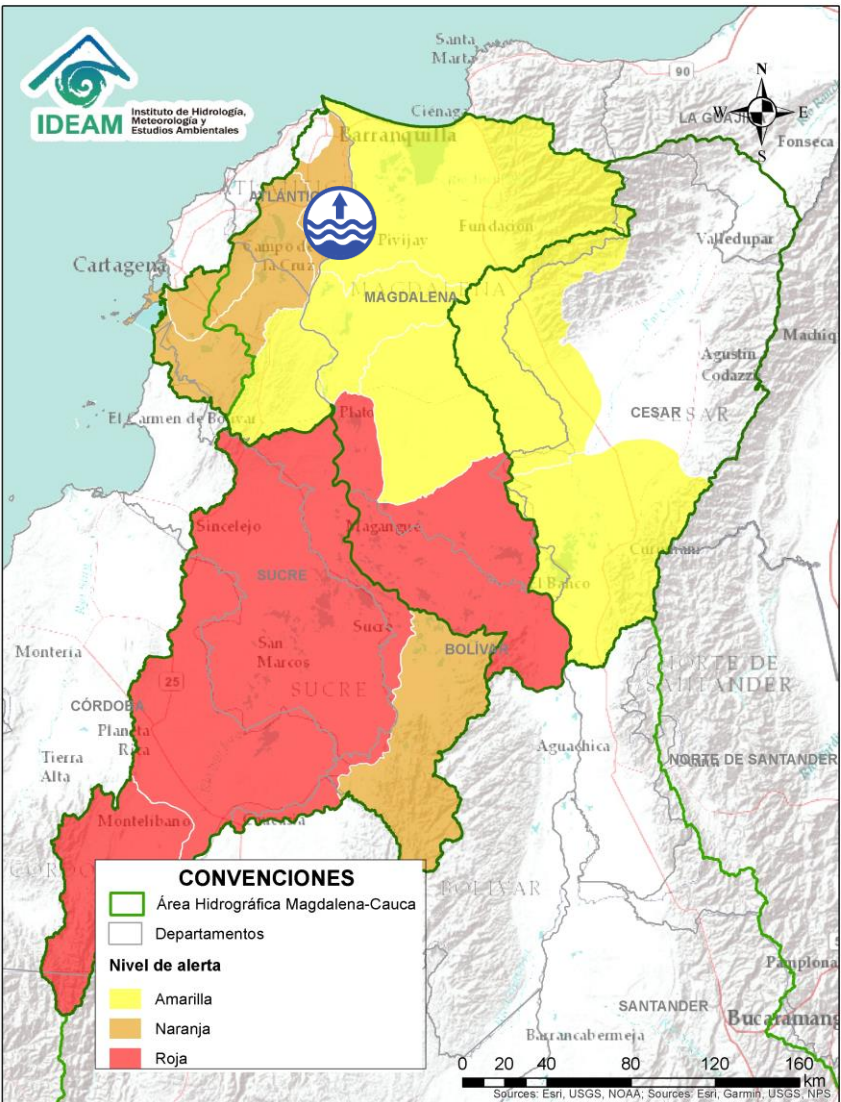 IDEAM
Instituto de Hidrología,
Meteorología y
Estudios Ambientales
Santa
Marta
90
N
W
E
S
Ciénaga
LA GUAJIRA
Fonseca
Barranquilla
ATLÁNTICO
Fundación
Valledupar
Pivijay
Campo de
la Cruz
Cartagena
MAGDALENA
MAGDALENA
Agustín
Codazzi
CESAR
CESAR
El Carmen de Bolívar
Plato
Sincelejo
Magangué
SUCRE
El Banco
Sucre
BOLÍVAR
San
Marcos
SUCRE
Montería
25
NORTE DE
SANTANDER
CÓRDOBA
Planeta
Rica
Tierra
Alta
Aguachica
NORTE DE SANTANDER
Montelíbano
BOLÍVAR
CONVENCIONES
Área Hidrográfica Magdalena-Cauca
Departamentos
Nivel de alerta
Amarilla
Naranja
Roja
Pamplona
SANTANDER
Bucaramang
Barrancabermeja
0 20 40 80 120 160
km
Sources: Esri, USGS, NOAA; Sources: Esri, Garmin, USGS, NPS